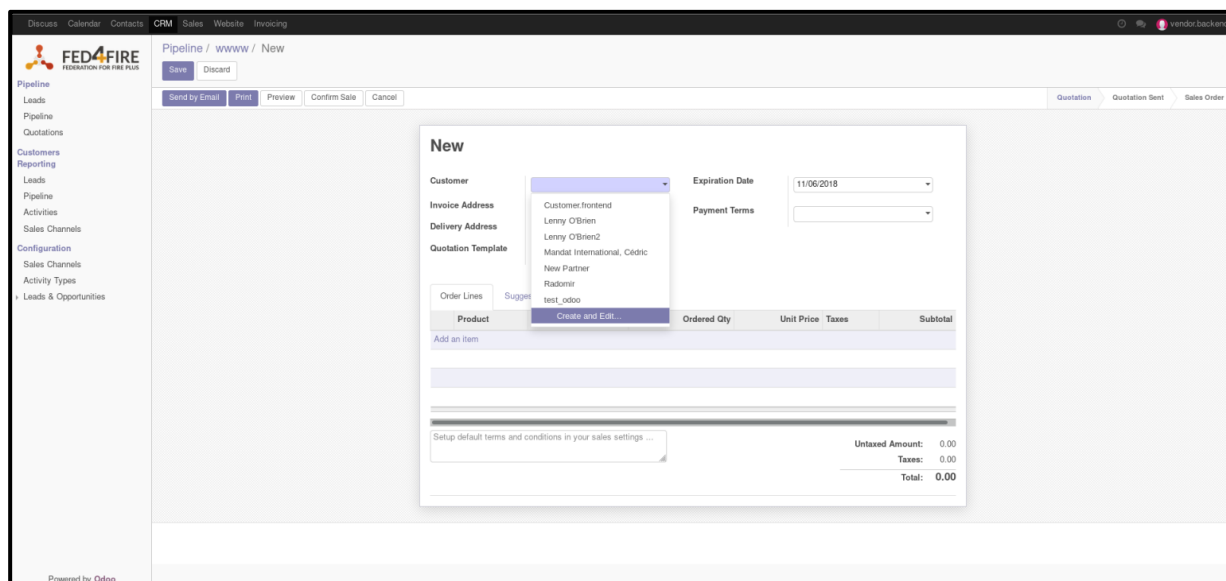 Discuss Calendar Contacts CRM Sales Website Invoicing vendor.backend
FED4FIRE
FEDERATION FOR FIRE PLUS
Pipeline / wwww / New
Save Discard
Send by Email Print Preview Confirm Sale Cancel Quotation Quotation Sent Sales Order
Pipeline
Leads
Pipeline
Quotations
Customers
Reporting
Leads
Pipeline
Activities
Sales Channels
Configuration
Sales Channels
Activity Types
Leads & Opportunities
Powered by Odoo
New
Customer
Invoice Address
Delivery Address
Quotation Template
Customer.frontend
Lenny O'Brien
Lenny O'Brien2
Mandat International, Cédric
New Partner
Radomir
test_odoo
Create and Edit...
Expiration Date 11/06/2018
Payment Terms
Order Lines Sugges
Product Ordered Qty Unit Price Taxes Subtotal
Add an item
Setup default terms and conditions in your sales settings ...
Untaxed Amount: 0.00
Taxes: 0.00
Total: 0.00